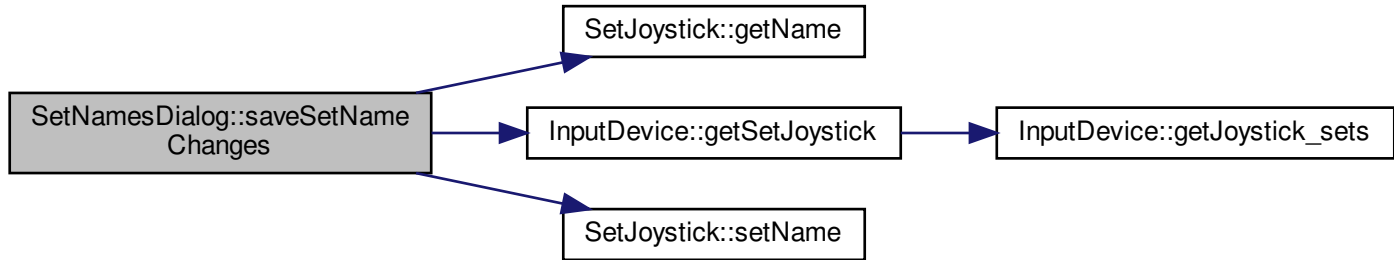 SetJoystick::getName
SetNamesDialog::saveSetName
Changes
InputDevice::getSetJoystick
InputDevice::getJoystick_sets
SetJoystick::setName